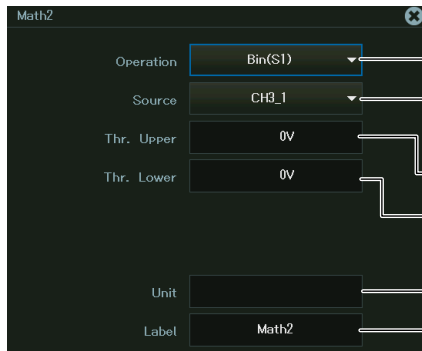 Math2
Operation Bin(S1)
Source CH3_1
Thr. Upper 0V
Thr. Lower 0V
Unit
Label Math2